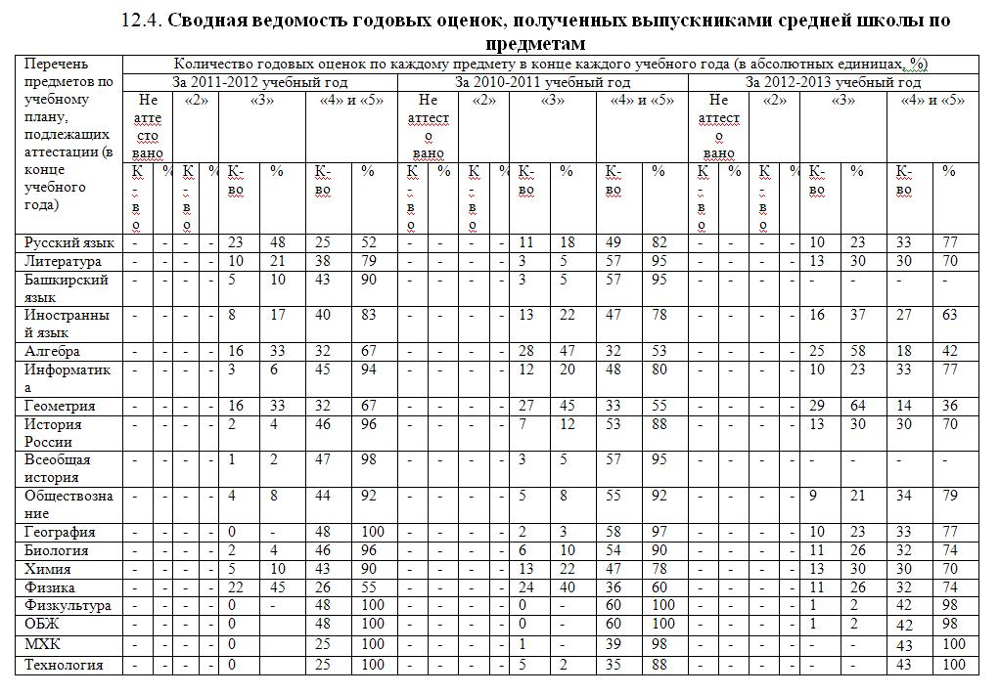 12.4. Сводная ведомость годовых оценок, полученных выпускниками средней школы по
предметам
Перечень предметов по учебному плану, подлежащих аттестации (в конце учебного года)
Количество годовых оценок по каждому предмету в конце каждого учебного года (в абсолютных единицах, %)
За 2011-2012 учебный год За 2010-2011 учебный год За 2012-2013 учебный год
Не аттестовано «2» «3» «4» и «5» Не аттестовано «2» «3» «4» и «5» Не аттестовано «2» «3» «4» и «5»
К-во % К-во % К-во % К-во % К-во % К-во % К-во % К-во % К-во % К-во % К-во % К-во %
Русский язык - - - - 23 48 25 52 - - - - 11 18 49 82 - - - - 10 23 33 77
Литература - - - - 10 21 38 79 - - - - 3 5 57 95 - - - - 13 30 30 70
Башкирский язык - - - - 5 10 43 90 - - - - 3 5 57 95 - - - - - - - -
Иностранный язык - - - - 8 17 40 83 - - - - 13 22 47 78 - - - - 16 37 27 63
Алгебра - - - - 16 33 32 67 - - - - 28 47 32 53 - - - - 25 58 18 42
Информатика - - - - 3 6 45 94 - - - - 12 20 48 80 - - - - 10 23 33 77
Геометрия - - - - 16 33 32 67 - - - - 27 45 33 55 - - - - 29 64 14 36
История России - - - - 2 4 46 96 - - - - 7 12 53 88 - - - - 13 30 30 70
Всеобщая история - - - - 1 2 47 98 - - - - 3 5 57 95 - - - - - - - -
Обществознание - - - - 4 8 44 92 - - - - 5 8 55 92 - - - - 9 21 34 79
География - - - - 0 - 48 100 - - - - 2 3 58 97 - - - - 10 23 33 77
Биология - - - - 2 4 46 96 - - - - 6 10 54 90 - - - - 11 26 32 74
Химия - - - - 5 10 43 90 - - - - 13 22 47 78 - - - - 13 30 30 70
Физика - - - - 22 45 26 55 - - - - 24 40 36 60 - - - - 11 26 32 74
Физкультура - - - - 0 - 48 100 - - - - 0 - 60 100 - - - - 1 2 42 98
ОБЖ - - - - 0 48 100 - - - - 0 - 60 100 - - - - 1 2 42 98
МХК - - - - 0 25 100 - - - - 1 - 39 98 - - - - - - 43 100
Технология - - - - 0 25 100 - - - - 5 2 35 88 - - - - - - 43 100